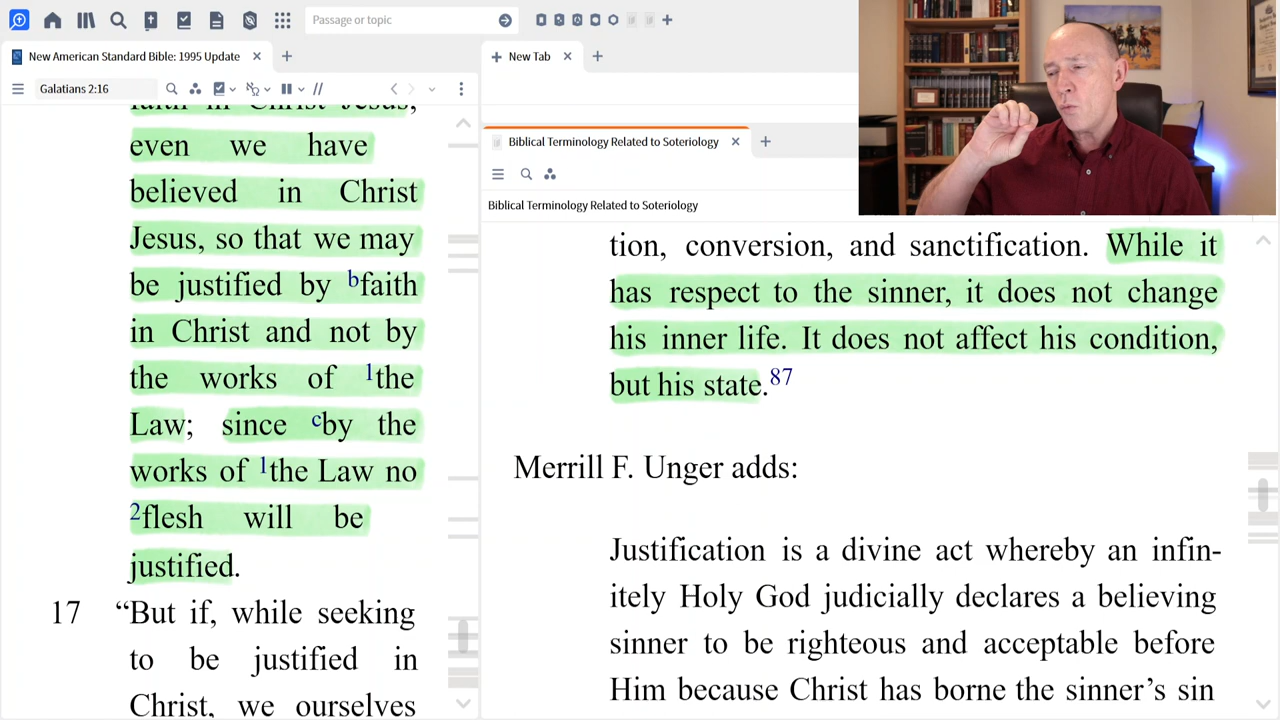 Passage or topic
New American Standard Bible: 1995 Update
New Tab
Galatians 2:16
Biblical Terminology Related to Soteriology
Biblical Terminology Related to Soteriology
faith in Christ Jesus,
even we have
believed in Christ
Jesus, so that we may
be justified by bfaith
in Christ and not by
the works of 1the
Law; since cby the
works of 1the Law no
2flesh will be
justified.
17 “But if, while seeking
to be justified in
Christ, we ourselves
tion, conversion, and sanctification. While it
has respect to the sinner, it does not change
his inner life. It does not affect his condition,
but his state.87
Merrill F. Unger adds:
Justification is a divine act whereby an infin-
itely Holy God judicially declares a believing
sinner to be righteous and acceptable before
Him because Christ has borne the sinner’s sin